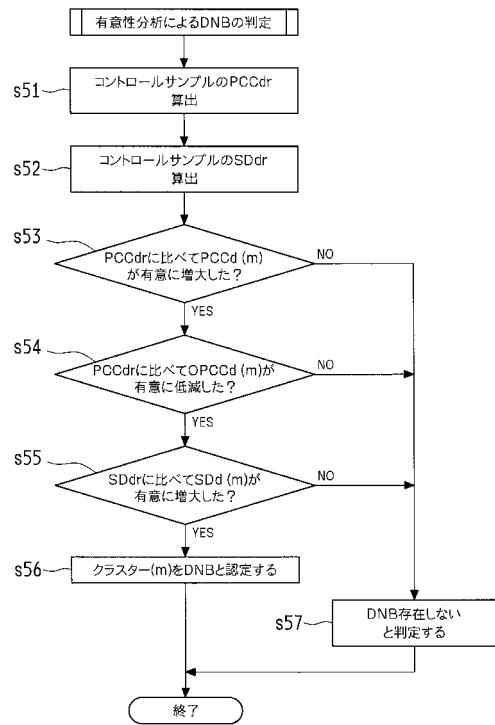 有意性分析によるDNBの判定
s51
コントロールサンプルのPCCdr
算出
s52
コントロールサンプルのSDdr
算出
s53
PCCdrに比べてPCCd (m)
が有意に増大した？
NO
YES
s54
PCCdrに比べてOPCCd (m)が
有意に低減した？
NO
YES
s55
SDdrに比べてSDd (m)が
有意に増大した？
NO
YES
s56
クラスター(m)をDNBと認定する
s57
DNB存在しない
と判定する
終了